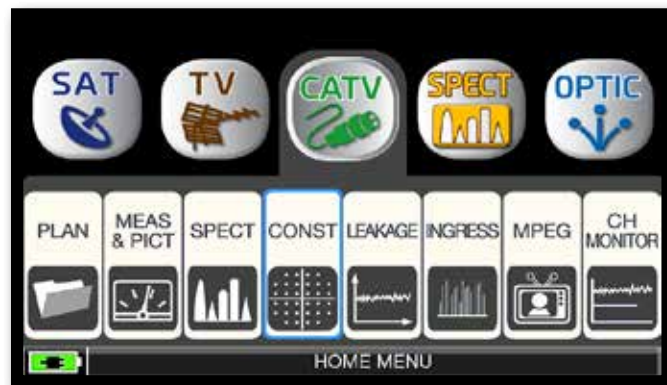 SAT TV CATV SPECT OPTIC
PLAN
MEAS
& PICT
SPECT
CONST
LEAKAGE
INGRESS
MPEG
CH
MONITOR
HOME MENU